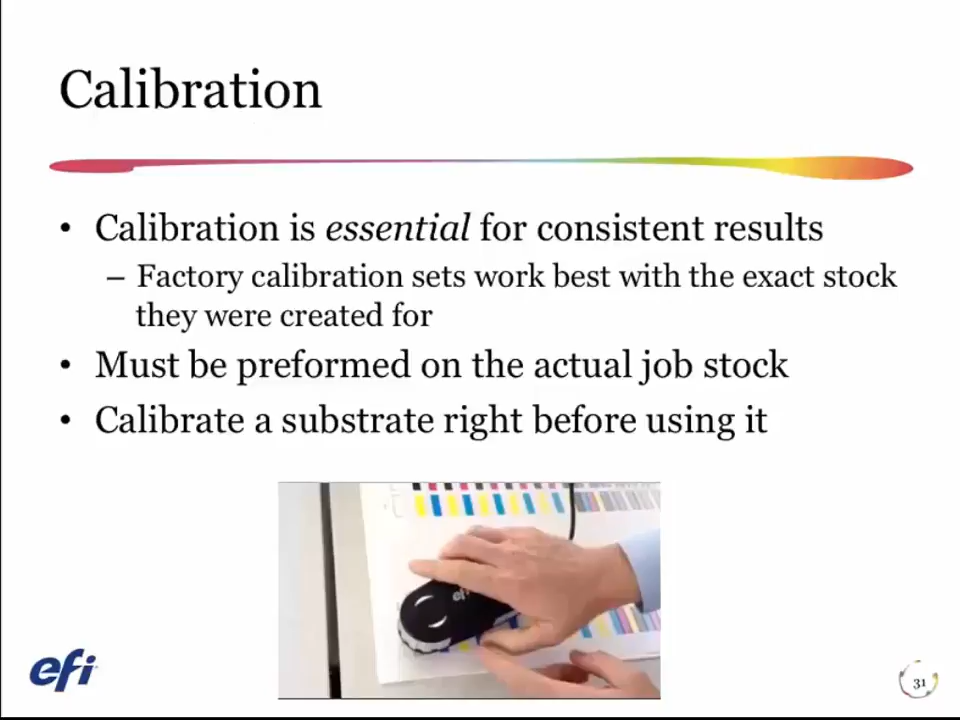 Calibration
• Calibration is essential for consistent results
– Factory calibration sets work best with the exact stock
they were created for
• Must be preformed on the actual job stock
• Calibrate a substrate right before using it
efi
efi
31